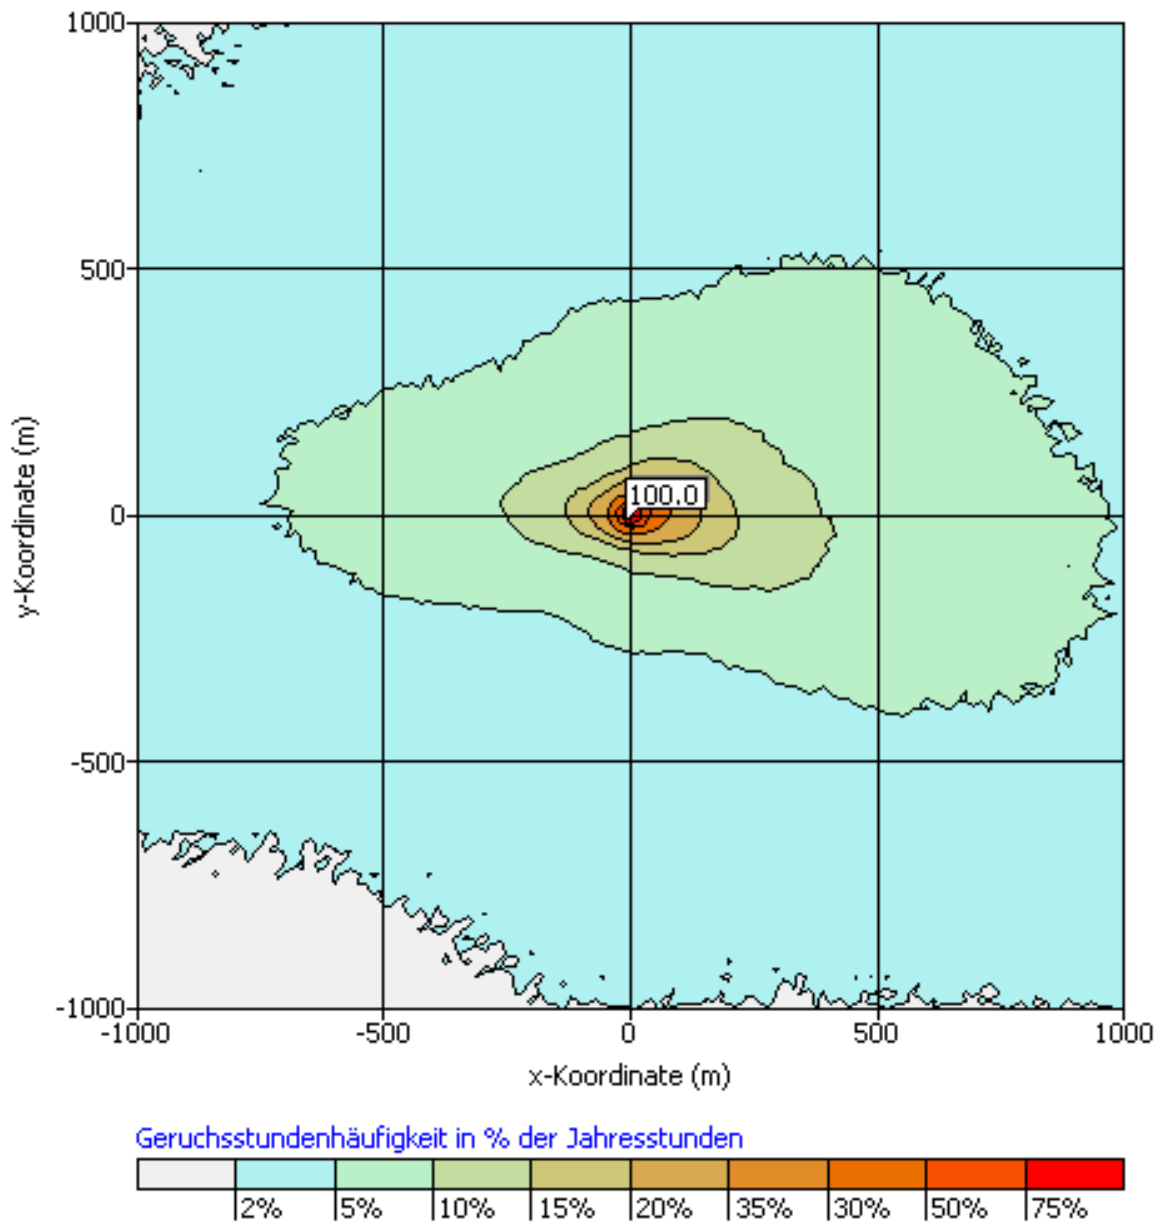 1000
500
y-Koordinate (m)
100.0
0
-500
-1000
-1000 -500 0 500 1000
x-Koordinate (m)
Geruchsstundenhäufigkeit in % der Jahresstunden
2% 5% 10% 15% 20% 35% 30% 50% 75%